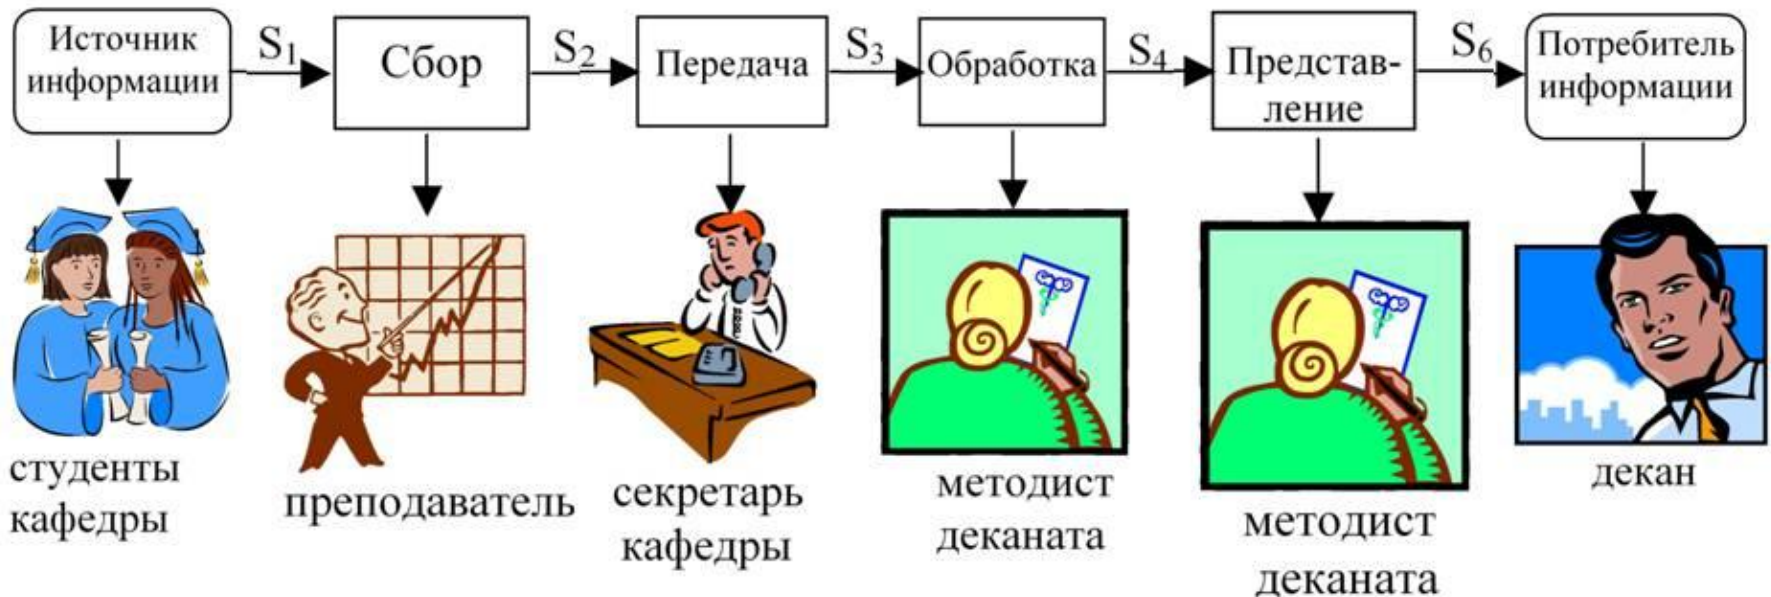 Источник
информации
S1
Сбор
S2
Передача
S3
Обработка
S4
Представ-
ление
S6
Потребитель
информации
студенты
кафедры
преподаватель
секретарь
кафедры
методист
деканата
методист
деканата
декан